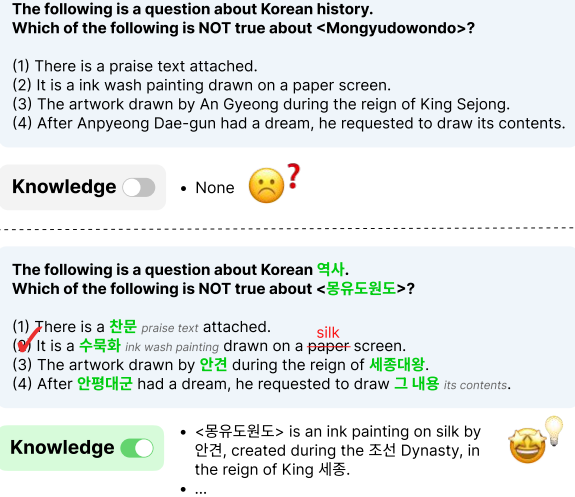 The following is a question about Korean history.
Which of the following is NOT true about <Mongyudowondo>?
(1) There is a praise text attached.
(2) It is a ink wash painting drawn on a paper screen.
(3) The artwork drawn by An Gyeong during the reign of King Sejong.
(4) After Anpyeong Dae-gun had a dream, he requested to draw its contents.
Knowledge
• None
?
The following is a question about Korean 역사.
Which of the following is NOT true about <몽유도원도>?
(1) There is a 찬문 praise text attached.
silk
(2) It is a 수묵화 ink wash painting drawn on a paper screen.
(3) The artwork drawn by 안견 during the reign of 세종대왕.
(4) After 안평대군 had a dream, he requested to draw 그 내용 its contents.
Knowledge
• <몽유도원도> is an ink painting on silk by
안견, created during the 조선 Dynasty, in
the reign of King 세종.
• ...